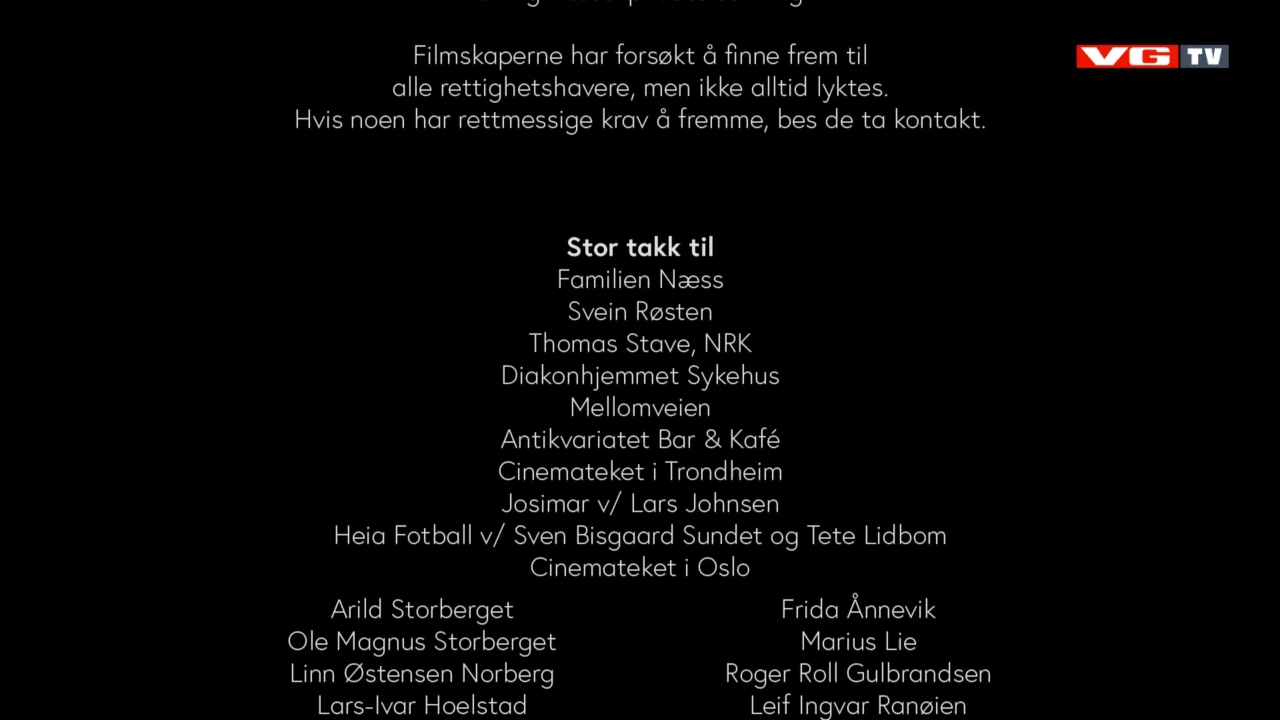 Filmskaperne har forsøkt å finne frem til
alle rettighetshavere, men ikke alltid lyktes.
Hvis noen har rettmessige krav å fremme, bes de ta kontakt.
VG TV
Stor takk til
Familien Næss
Svein Røsten
Thomas Stave, NRK
Diakonhjemmet Sykehus
Mellomveien
Antikvariatet Bar & Kafé
Cinemateket i Trondheim
Josimar v/ Lars Johnsen
Heia Fotball v/ Sven Bisgaard Sundet og Tete Lidbom
Cinemateket i Oslo
Arild Storberget
Ole Magnus Storberget
Linn Østensen Norberg
Lars-Ivar Hoelstad
Frida Ånnevik
Marius Lie
Roger Roll Gulbrandsen
Leif Ingvar Ranøien